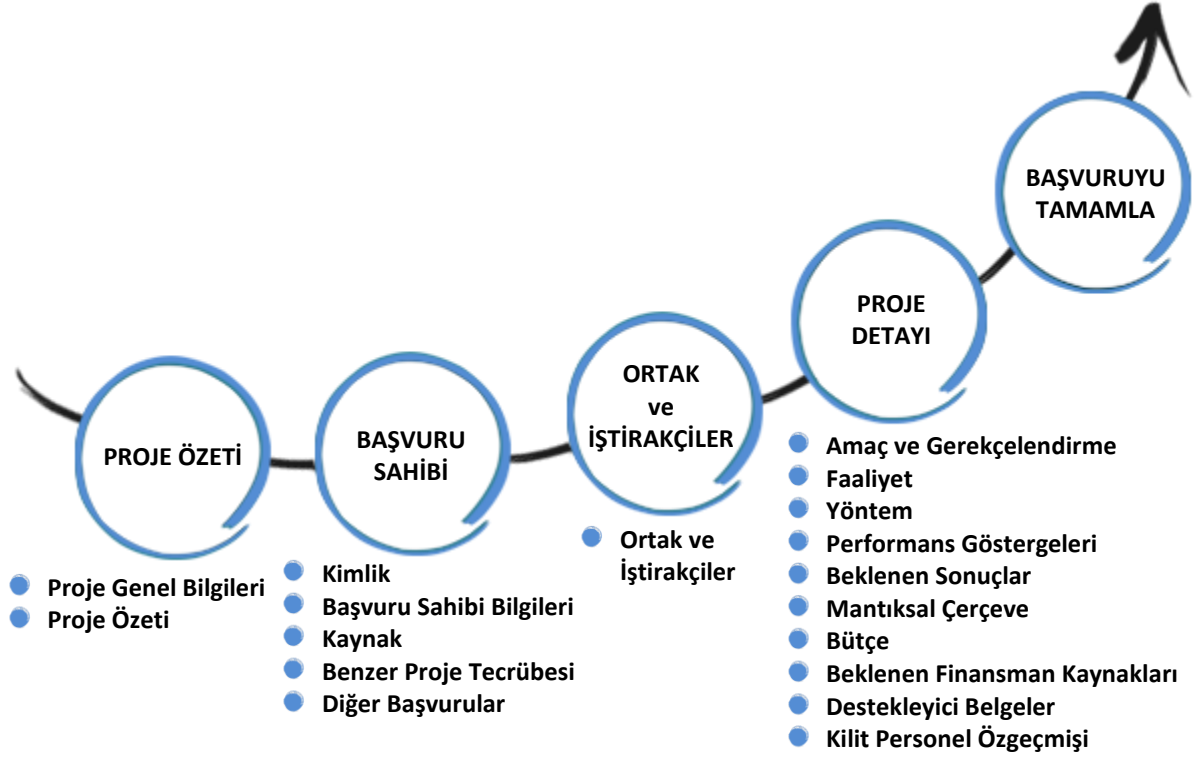 PROJE ÖZETİ
Proje Genel Bilgileri
Proje Özeti
BAŞVURU
SAHİBİ
Kimlik
Başvuru Sahibi Bilgileri
Kaynak
Benzer Proje Tecrübesi
Diğer Başvurular
ORTAK
ve
İŞTİRAKÇİLER
Ortak ve
İştirakçiler
PROJE
DETAYI
Amaç ve Gerekçelendirme
Faaliyet
Yöntem
Performans Göstergeleri
Beklenen Sonuçlar
Mantıksal Çerçeve
Bütçe
Beklenen Finansman Kaynakları
Destekleyici Belgeler
Kilit Personel Özgeçmişi
BAŞVURUYU
TAMAMLA